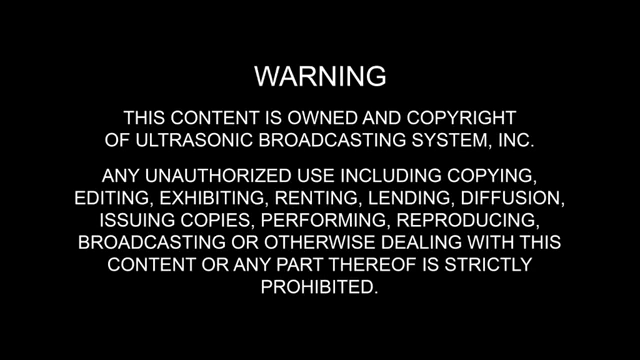 WARNING
THIS CONTENT IS OWNED AND COPYRIGHT
OF ULTRASONIC BROADCASTING SYSTEM, INC.
ANY UNAUTHORIZED USE INCLUDING COPYING,
EDITING, EXHIBITING, RENTING, LENDING, DIFFUSION,
ISSUING COPIES, PERFORMING, REPRODUCING,
BROADCASTING OR OTHERWISE DEALING WITH THIS
CONTENT OR ANY PART THEREOF IS STRICTLY
PROHIBITED.